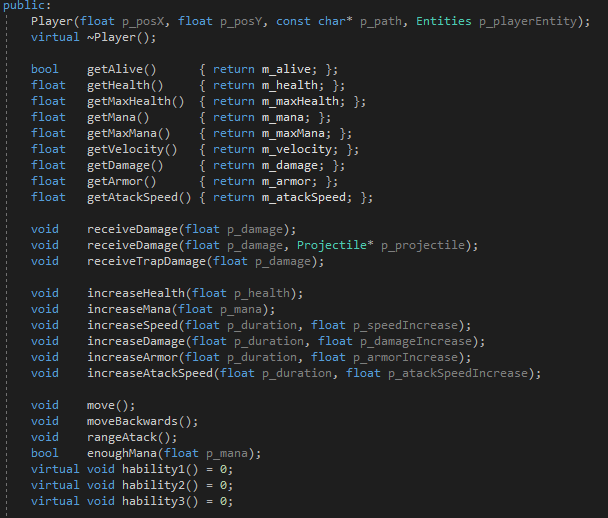 public:
Player(float p_posX, float p_posY, const char* p_path, Entities p_playerEntity);
virtual ~Player();
bool getAlive() { return m_alive; };
float getHealth() { return m_health; };
float getMaxHealth() { return m_maxHealth; };
float getMana() { return m_mana; };
float getMaxMana() { return m_maxMana; };
float getVelocity() { return m_velocity; };
float getDamage() { return m_damage; };
float getArmor() { return m_armor; };
float getAtackSpeed() { return m_atackSpeed; };
void receiveDamage(float p_damage);
void receiveDamage(float p_damage, Projectile* p_projectile);
void receiveTrapDamage(float p_damage);
void increaseHealth(float p_health);
void increaseMana(float p_mana);
void increaseSpeed(float p_duration, float p_speedIncrease);
void increaseDamage(float p_duration, float p_damageIncrease);
void increaseArmor(float p_duration, float p_armorIncrease);
void increaseAtackSpeed(float p_duration, float p_atackSpeedIncrease);
void move();
void moveBackwards();
void rangeAtack();
bool enoughMana(float p_mana);
virtual void hability1() = 0;
virtual void hability2() = 0;
virtual void hability3() = 0;